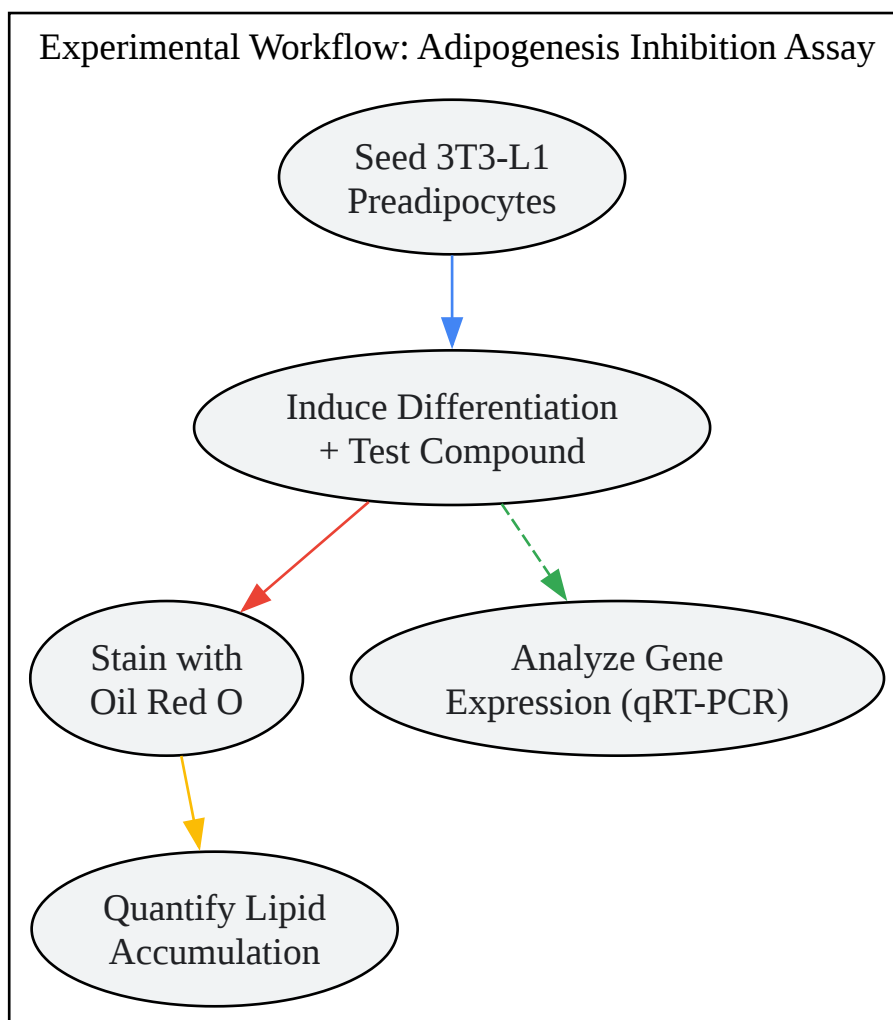 Experimental Workflow: Adipogenesis Inhibition Assay
Seed 3T3-L1
Preadipocytes
Induce Differentiation
+ Test Compound
Stain with
Oil Red O
Analyze Gene
Expression (qRT-PCR)
Quantify Lipid
Accumulation